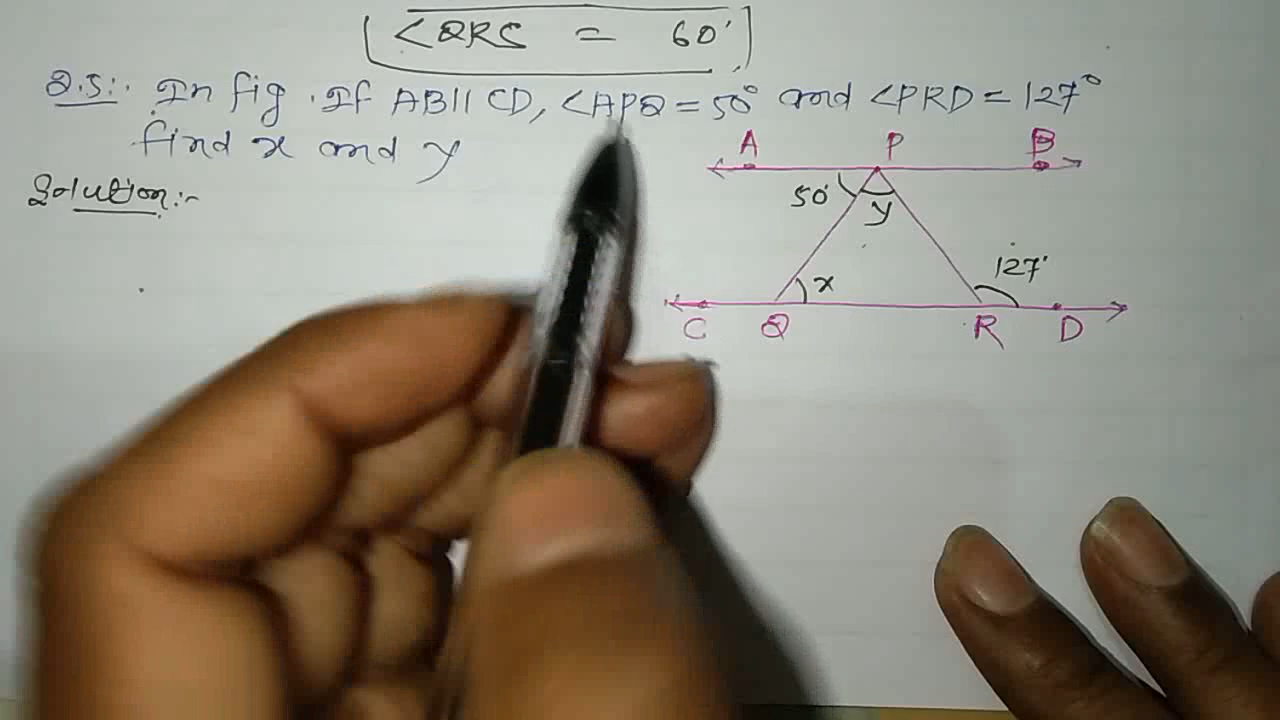 ∠QRS = 60°
Q.5:. In fig. If AB||CD, ∠APQ = 50° and ∠PRD = 127°
find x and y
Solution:-
A P B
50°
y
127°
x
C Q R D